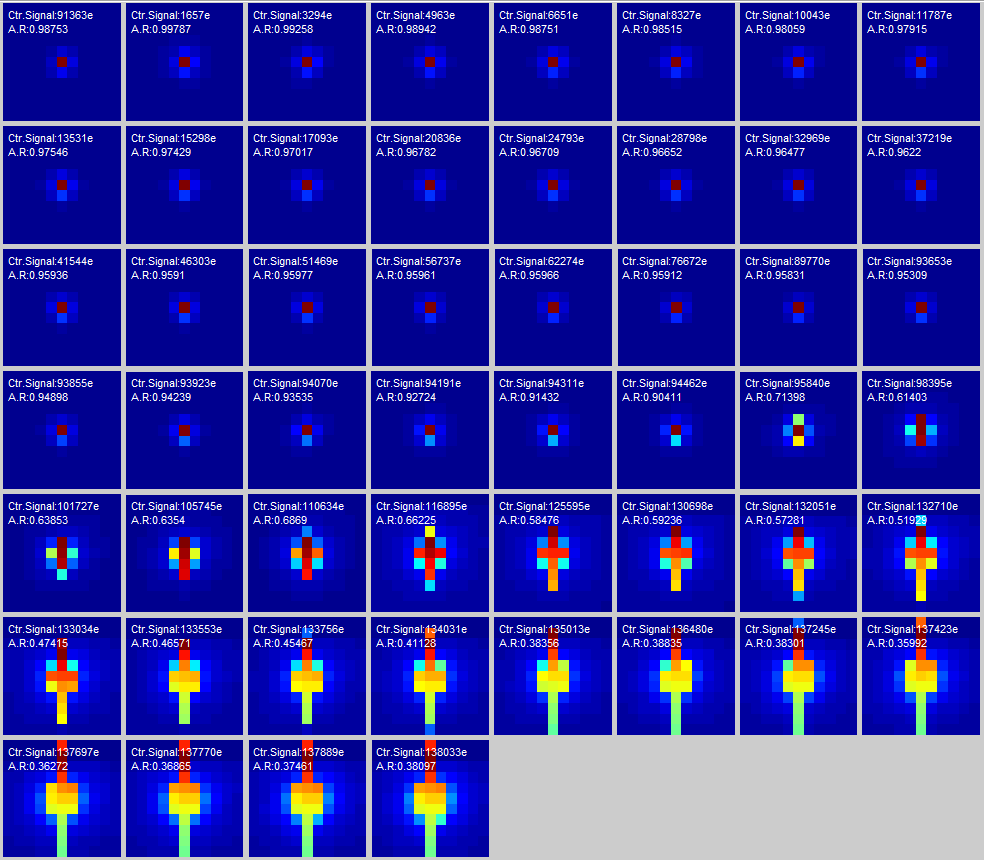 Ctr.Signal:91363e
A.R:0.98753
Ctr.Signal:1657e
A.R:0.99787
Ctr.Signal:3294e
A.R:0.99258
Ctr.Signal:4963e
A.R:0.98942
Ctr.Signal:6651e
A.R:0.98751
Ctr.Signal:8327e
A.R:0.98515
Ctr.Signal:10043e
A.R:0.98059
Ctr.Signal:11787e
A.R:0.97915
Ctr.Signal:13531e
A.R:0.97546
Ctr.Signal:15298e
A.R:0.97429
Ctr.Signal:17093e
A.R:0.97017
Ctr.Signal:20836e
A.R:0.96782
Ctr.Signal:24793e
A.R:0.96709
Ctr.Signal:28798e
A.R:0.96652
Ctr.Signal:32969e
A.R:0.96477
Ctr.Signal:37219e
A.R:0.9622
Ctr.Signal:41544e
A.R:0.95936
Ctr.Signal:46303e
A.R:0.9591
Ctr.Signal:51469e
A.R:0.95977
Ctr.Signal:56737e
A.R:0.95961
Ctr.Signal:62274e
A.R:0.95966
Ctr.Signal:76672e
A.R:0.95912
Ctr.Signal:89770e
A.R:0.95831
Ctr.Signal:93653e
A.R:0.95309
Ctr.Signal:93855e
A.R:0.94898
Ctr.Signal:93923e
A.R:0.94239
Ctr.Signal:94070e
A.R:0.93535
Ctr.Signal:94191e
A.R:0.92724
Ctr.Signal:94311e
A.R:0.91432
Ctr.Signal:94462e
A.R:0.90411
Ctr.Signal:95840e
A.R:0.71398
Ctr.Signal:98395e
A.R:0.61403
Ctr.Signal:101727e
A.R:0.63853
Ctr.Signal:105745e
A.R:0.6354
Ctr.Signal:110634e
A.R:0.6869
Ctr.Signal:116895e
A.R:0.66225
Ctr.Signal:125595e
A.R:0.58476
Ctr.Signal:130698e
A.R:0.59236
Ctr.Signal:132051e
A.R:0.57281
Ctr.Signal:132710e
A.R:0.51929
Ctr.Signal:133034e
A.R:0.47415
Ctr.Signal:133553e
A.R:0.46571
Ctr.Signal:133756e
A.R:0.45467
Ctr.Signal:134031e
A.R:0.41128
Ctr.Signal:135013e
A.R:0.38356
Ctr.Signal:136480e
A.R:0.38835
Ctr.Signal:137245e
A.R:0.38301
Ctr.Signal:137423e
A.R:0.35992
Ctr.Signal:137697e
A.R:0.36272
Ctr.Signal:137770e
A.R:0.36865
Ctr.Signal:137889e
A.R:0.37461
Ctr.Signal:138033e
A.R:0.38097